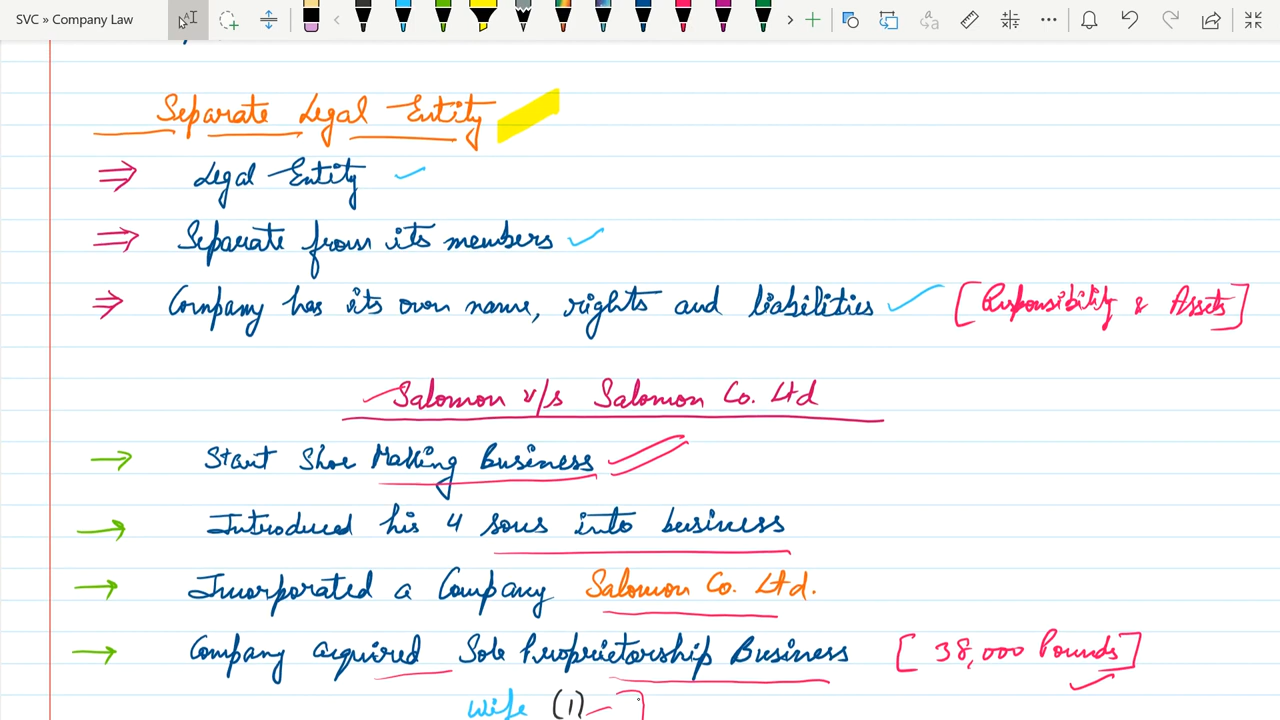 SVC » Company Law
Separate Legal Entity
⇒ Legal Entity ✓
⇒ Separate from its members ✓
⇒ Company has its own name, rights and liabilities ✓ [Responsibility & Assets]
Salomon v/s Salomon Co. Ltd
→ Start Shoe Making Business
→ Introduced his 4 sons into business
→ Incorporated a Company Salomon Co. Ltd.
→ Company acquired Sole Proprietorship Business [38,000 Pounds]
Wife (1)